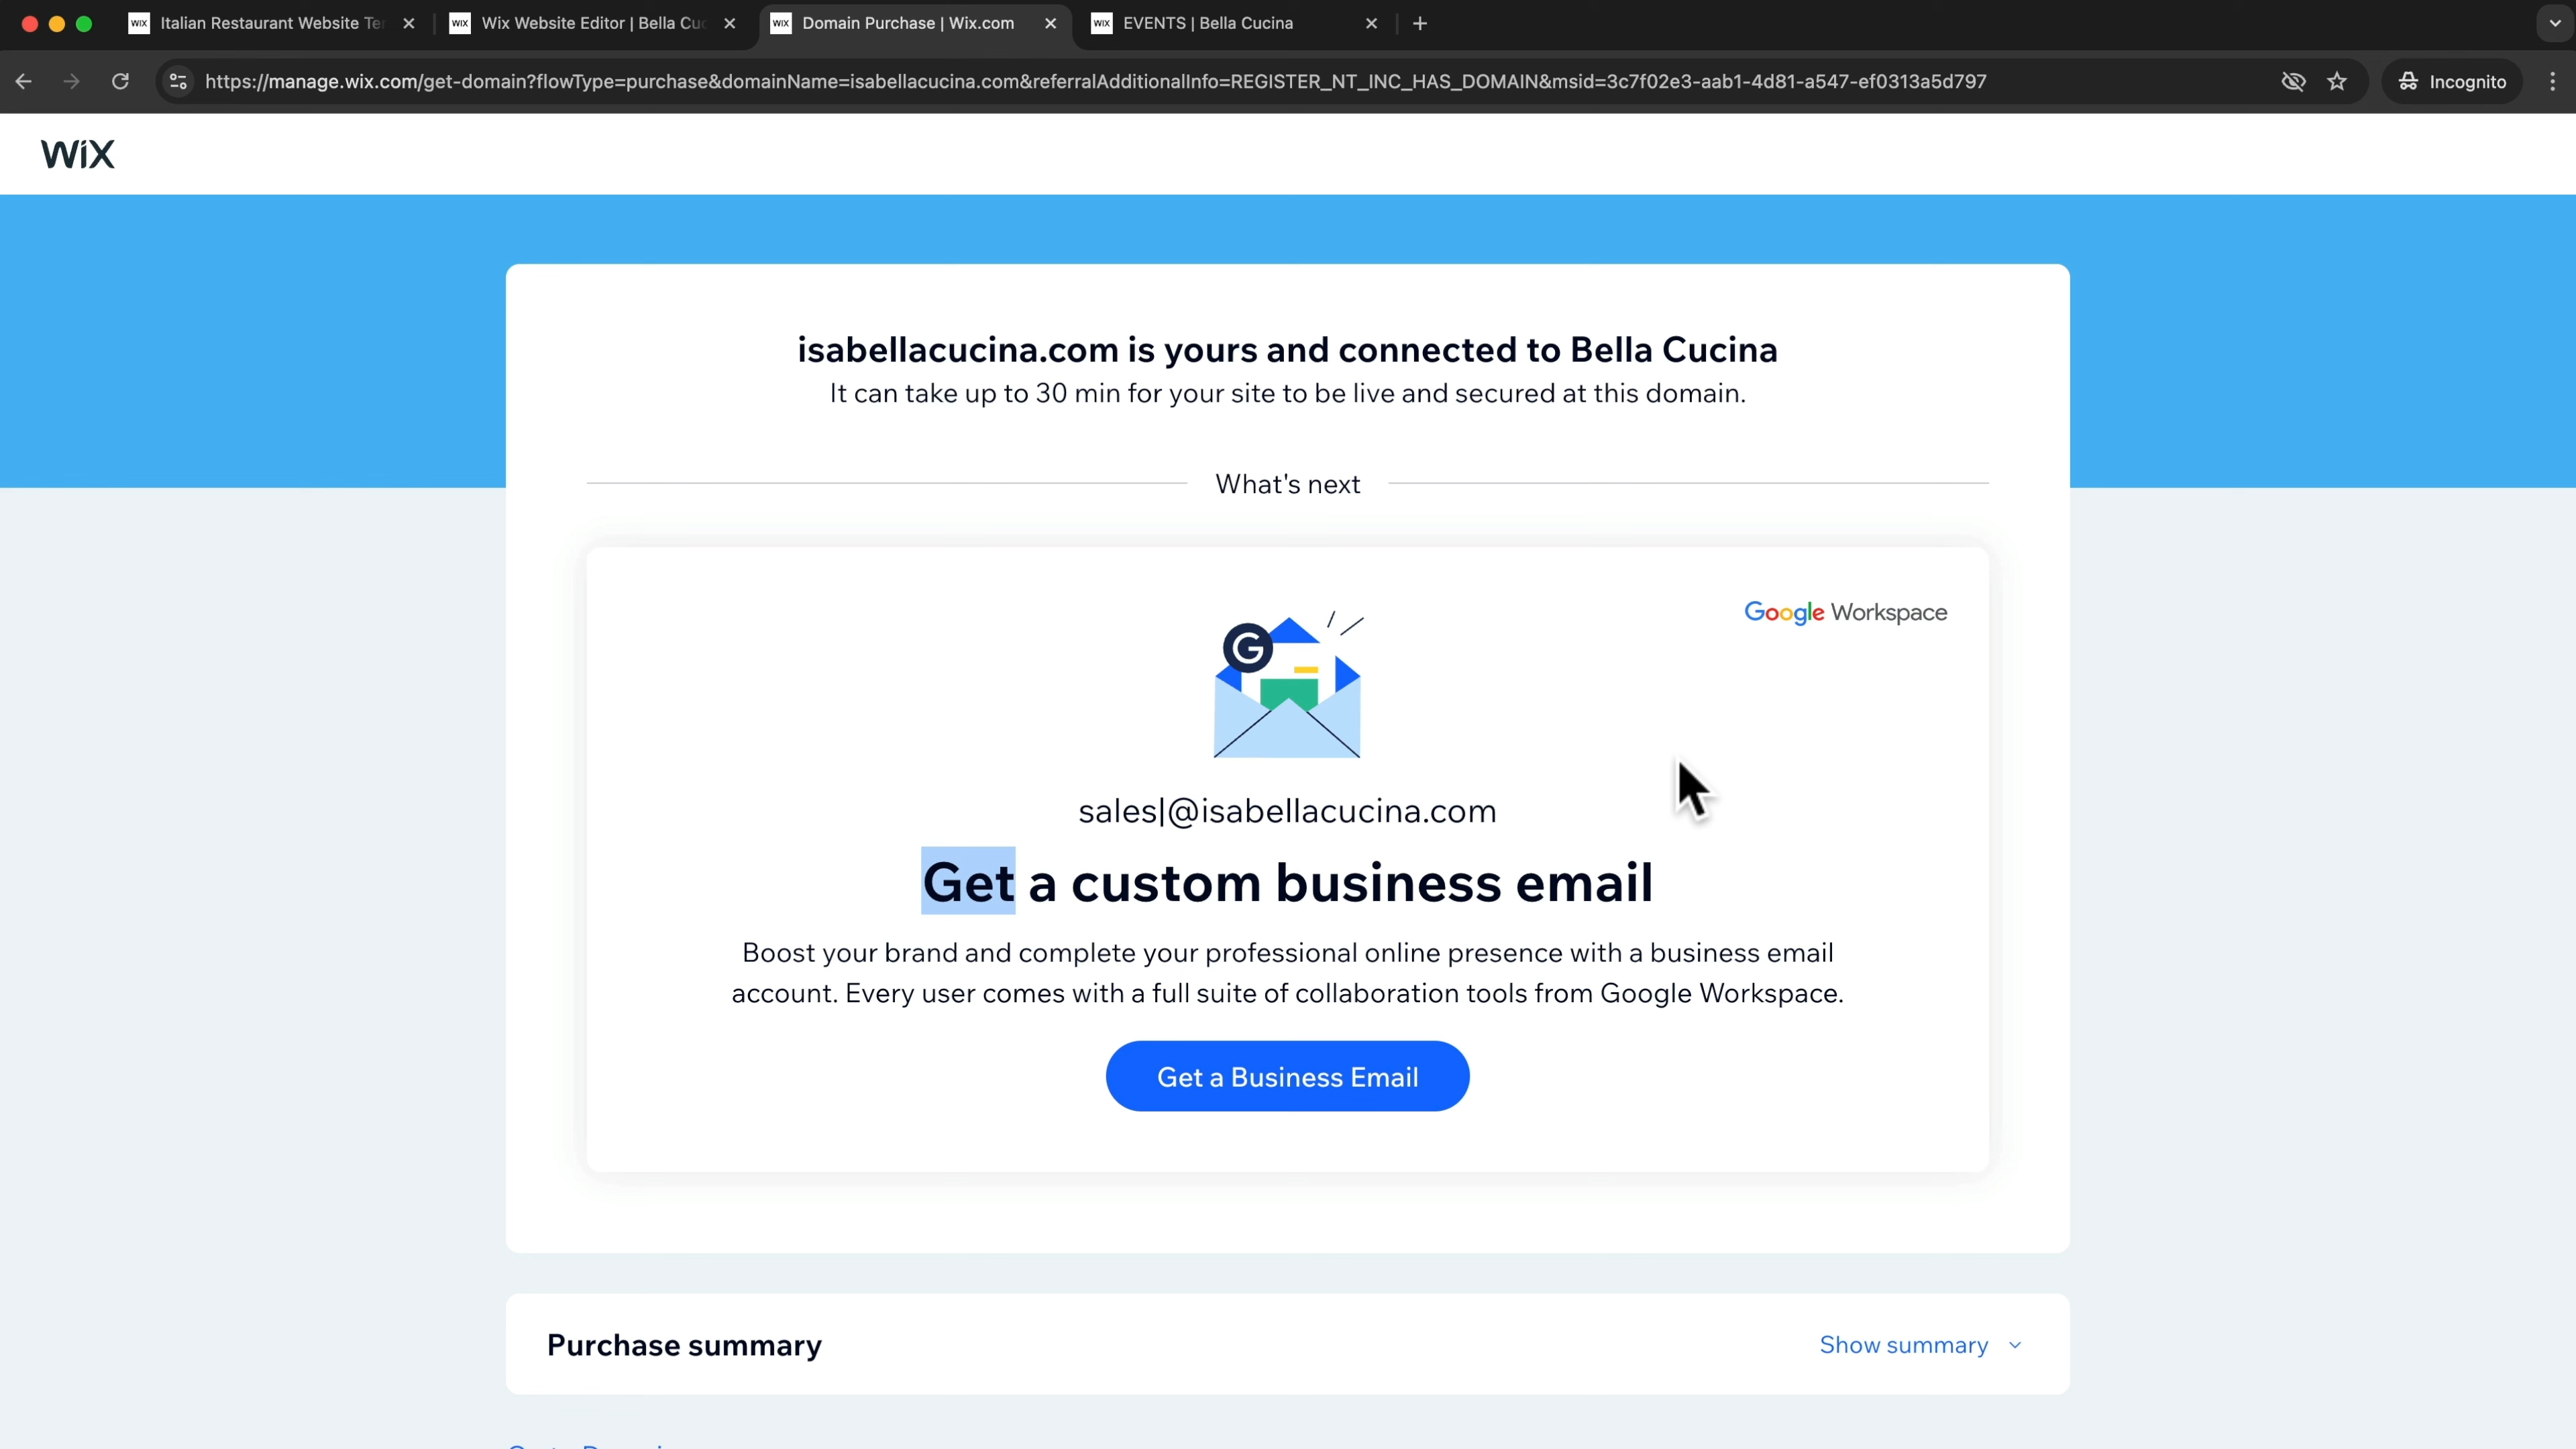 WIX Italian Restaurant Website Ter
WIX Wix Website Editor | Bella Cuc
WIX Domain Purchase | Wix.com
WIX EVENTS | Bella Cucina
https://manage.wix.com/get-domain?flowType=purchase&domainName=isabellacucina.com&referralAdditionalInfo=REGISTER_NT_INC_HAS_DOMAIN&msid=3c7f02e3-aab1-4d81-a547-ef0313a5d797
Incognito
WiX
isabellacucina.com is yours and connected to Bella Cucina
It can take up to 30 min for your site to be live and secured at this domain.
What's next
Google Workspace
G
sales|@isabellacucina.com
Get a custom business email
Boost your brand and complete your professional online presence with a business email
account. Every user comes with a full suite of collaboration tools from Google Workspace.
Get a Business Email
Purchase summary
Show summary